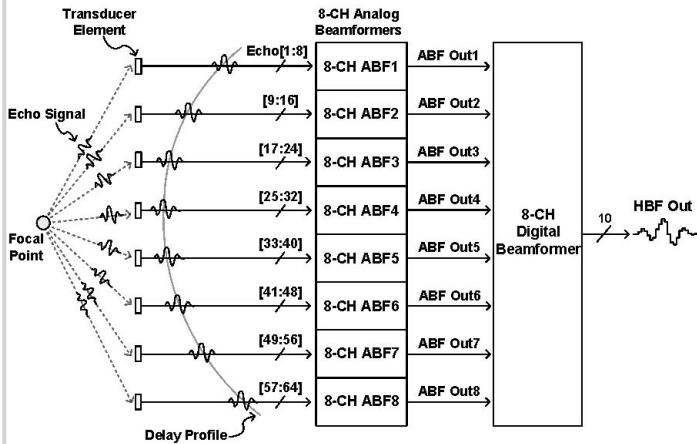 Transducer
Element
8-CH Analog
Beamformers
Echo[1:8]
8-CH ABF1
ABF Out1
[9:16]
8-CH ABF2
ABF Out2
Echo Signal
[17:24]
8-CH ABF3
ABF Out3
[25:32]
8-CH ABF4
ABF Out4
8-CH
Digital
Beamformer
10
HBF Out
Focal
Point
[33:40]
8-CH ABF5
ABF Out5
[41:48]
8-CH ABF6
ABF Out6
[49:56]
8-CH ABF7
ABF Out7
[57:64]
8-CH ABF8
ABF Out8
Delay Profile